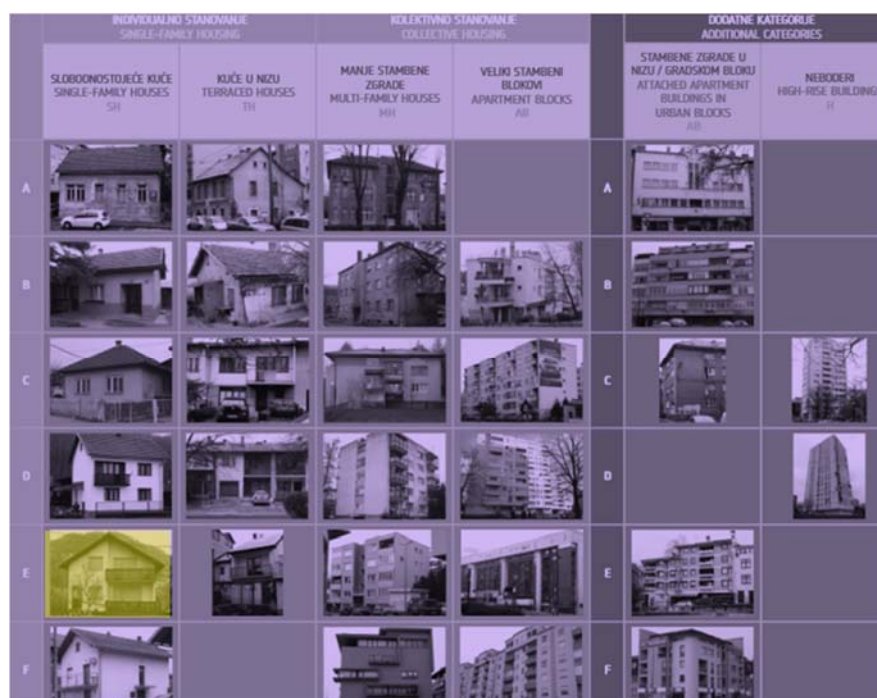 INDIVIDUALNO STANOVANJE
SINGLE-FAMILY HOUSING
KOLEKTIVNO STANOVANJE
COLLECTIVE HOUSING
DODATNE KATEGORIJE
ADDITIONAL CATEGORIES
SLOBODNOSTOJEĆE KUĆE
SINGLE-FAMILY HOUSES
SH
KUĆE U NIZU
TERRACED HOUSES
TH
MANJE STAMBENE
ZGRADE
MULTI-FAMILY HOUSES
MH
VELIKI STAMBENI
BLOKOVI
APARTMENT BLOCKS
AB
STAMBENE ZGRADE U
NIZU / GRADSKOM BLOKU
ATTACHED APARTMENT
BUILDINGS IN
URBAN BLOCKS
AB
NEBODERI
HIGH-RISE BUILDING
H
A
A
B
B
C
C
D
D
E
E
F
F